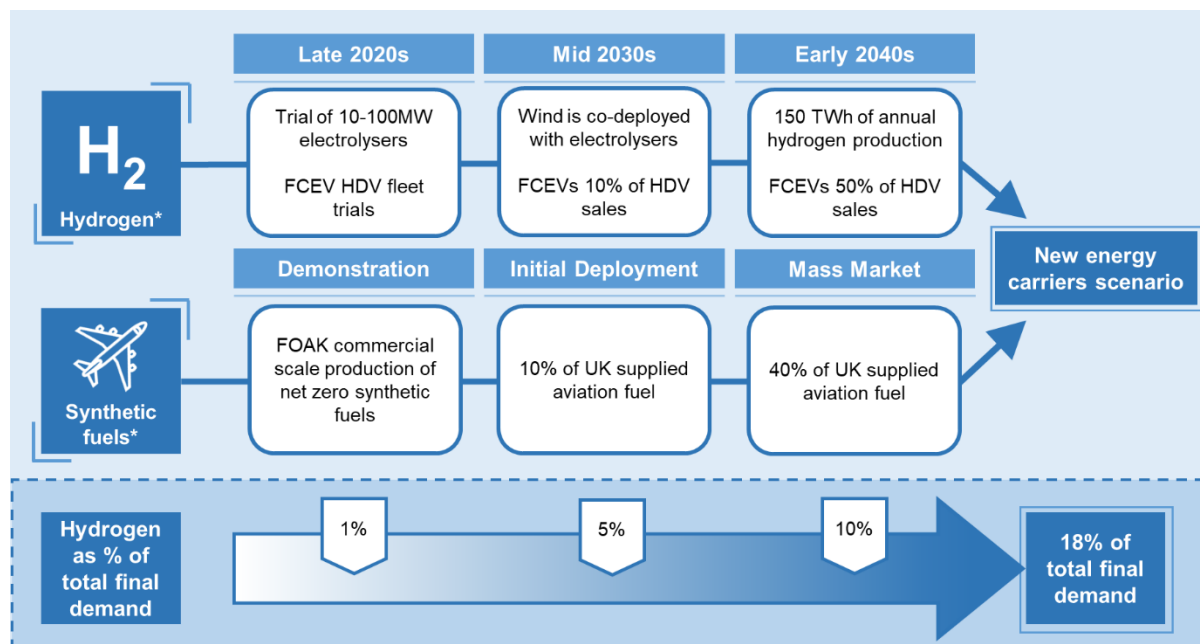 Late 2020s
Mid 2030s
Early 2040s
H2
Hydrogen*
Trial of 10-100MW
electrolysers
FCEV HDV fleet
trials
Wind is co-deployed
with electrolysers
FCEVs 10% of HDV
sales
150 TWh of annual
hydrogen production
FCEVs 50% of HDV
sales
New energy
carriers scenario
Demonstration
Initial Deployment
Mass Market
Synthetic
fuels*
FOAK commercial
scale production of
net zero synthetic
fuels
10% of UK supplied
aviation fuel
40% of UK supplied
aviation fuel
Hydrogen
as % of
total final
demand
1%
5%
10%
18% of
total final
demand